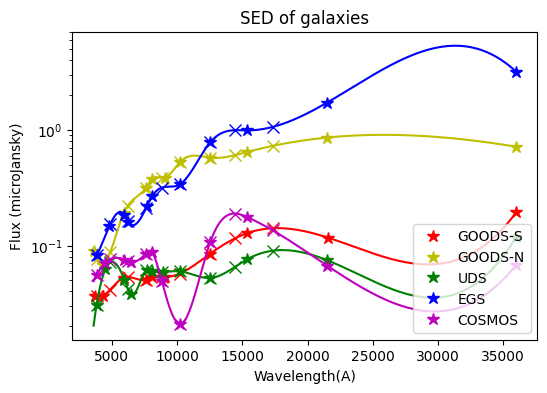 SED of galaxies
Flux (microJansky)
10⁰
10⁻¹
GOODS-S
GOODS-N
UDS
EGS
COSMOS
5000 10000 15000 20000 25000 30000 35000
Wavelength(A)